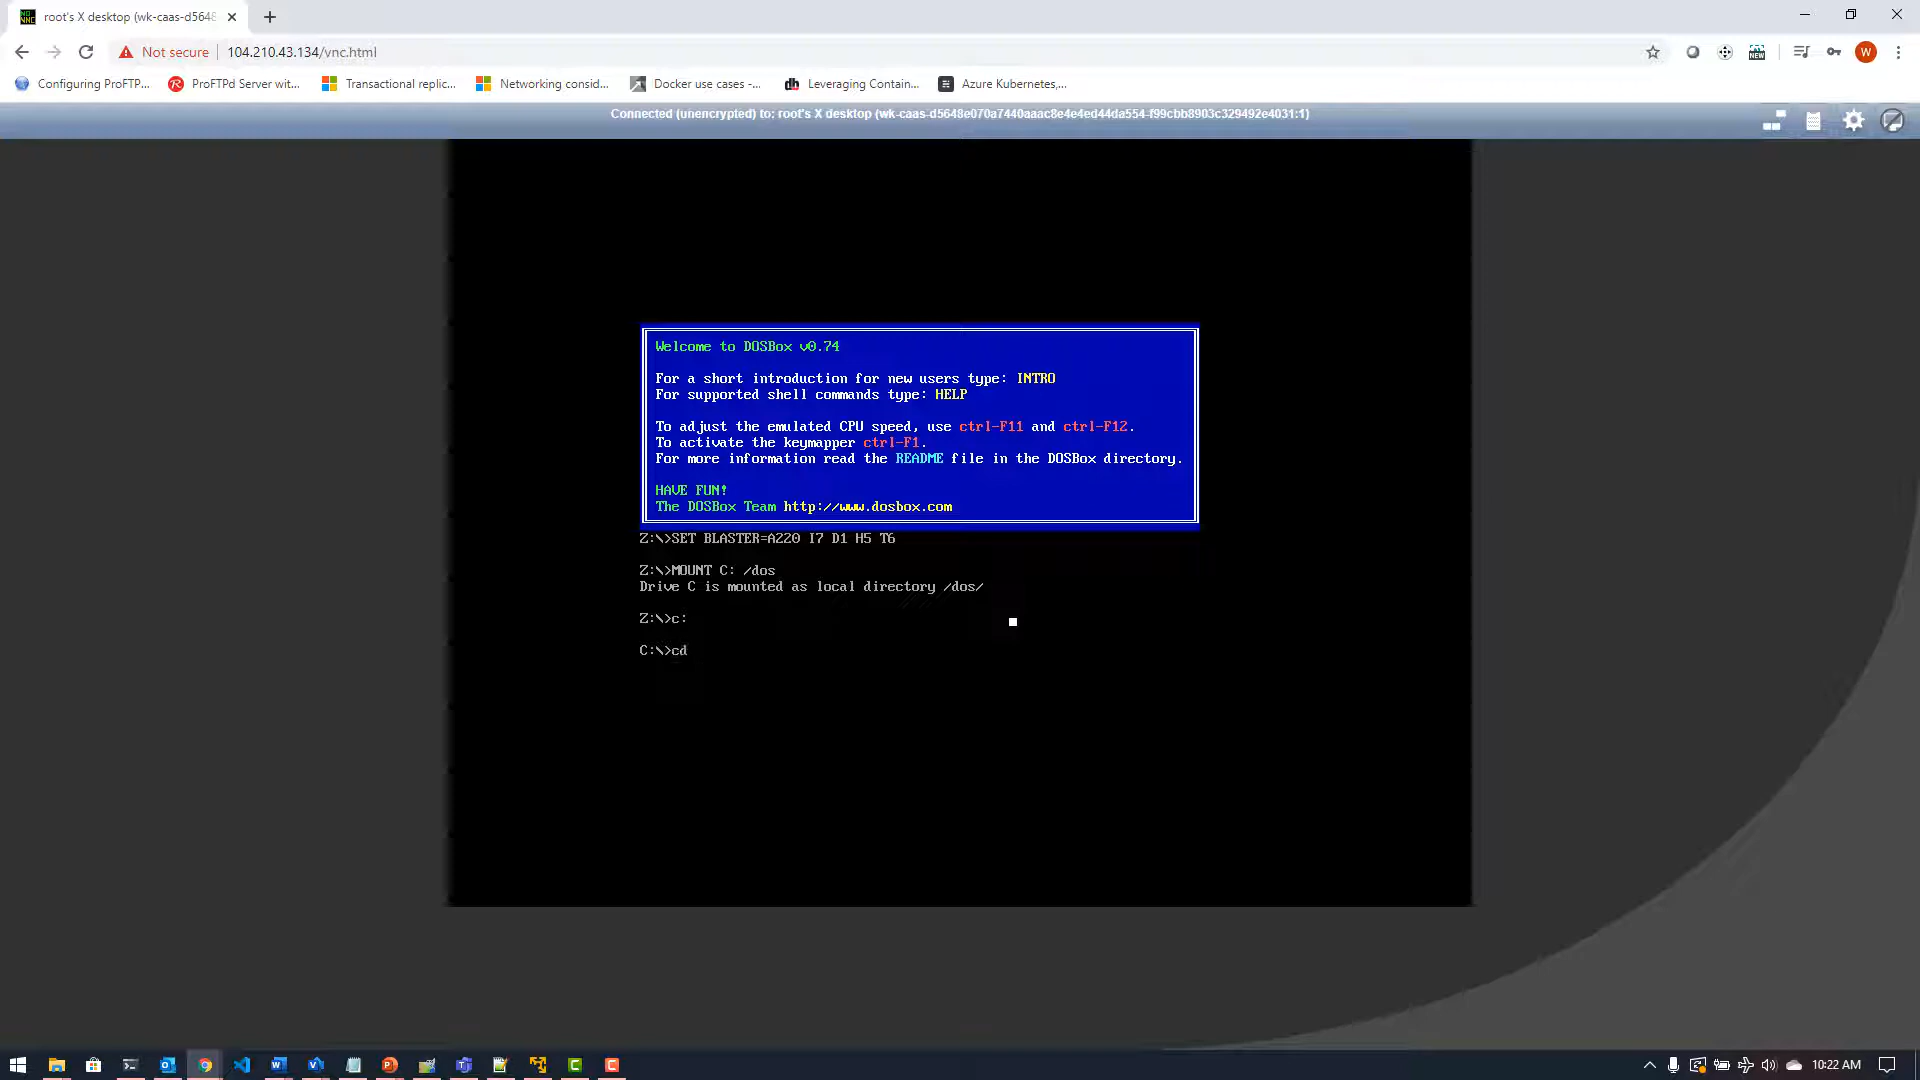 root's X desktop (wk-caas-d5648
Not secure
104.210.43.134/vnc.html
NEW
W
Configuring ProFTP...
ProFTPd Server wit...
Transactional replic...
Networking consid...
Docker use cases -...
Leveraging Contain...
Azure Kubernetes,...
Connected (unencrypted) to: root's X desktop (wk-caas-d5648e070a7440aaac8e4e4ed44da554-f99cbb8903c329492e4031:1)
Welcome to DOSBox v0.74
For a short introduction for new users type: INTRO
For supported shell commands type: HELP
To adjust the emulated CPU speed, use ctrl-F11 and ctrl-F12.
To activate the keymapper ctrl-F1.
For more information read the README file in the DOSBox directory.
HAVE FUN!
The DOSBox Team http://www.dosbox.com
Z:\>SET BLASTER=A220 I7 D1 H5 T6
Z:\>MOUNT C: /dos
Drive C is mounted as local directory /dos/
Z:\>c:
C:\>cd
10:22 AM